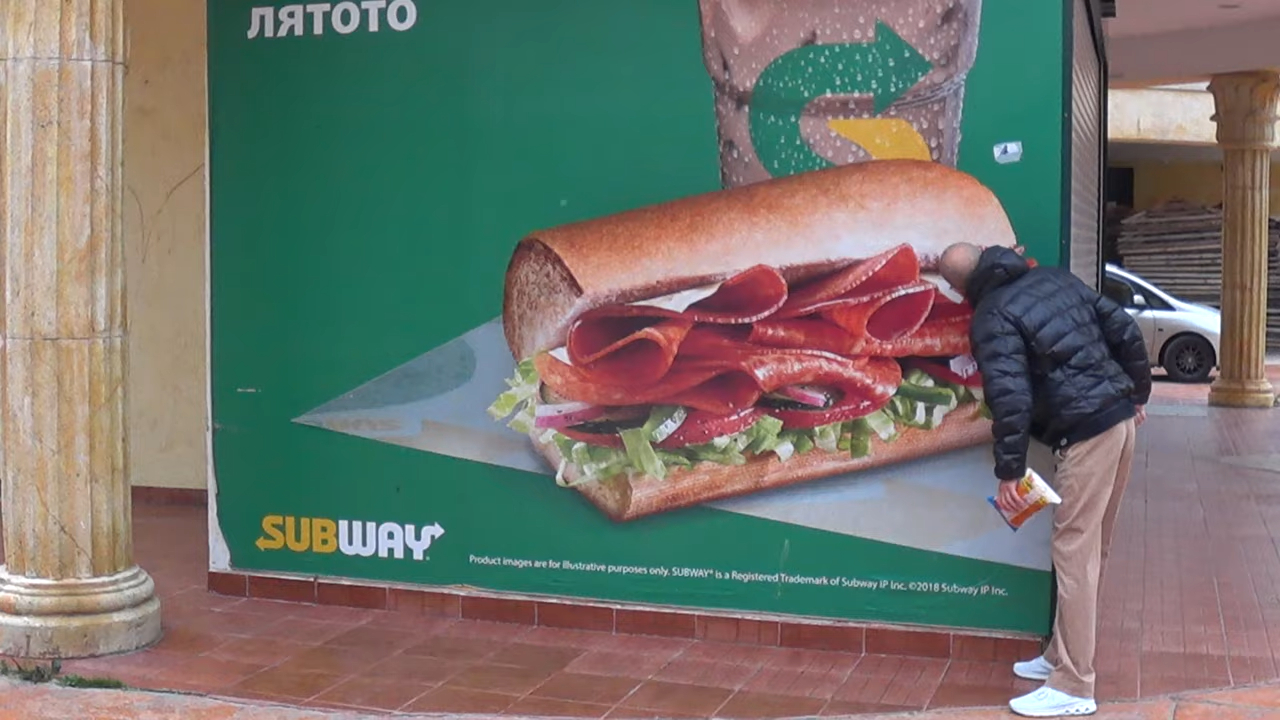 ЛЯТОТО
SUBWAY®
Product images are for illustrative purposes only. SUBWAY® is a Registered Trademark of Subway IP Inc. ©2018 Subway IP Inc.